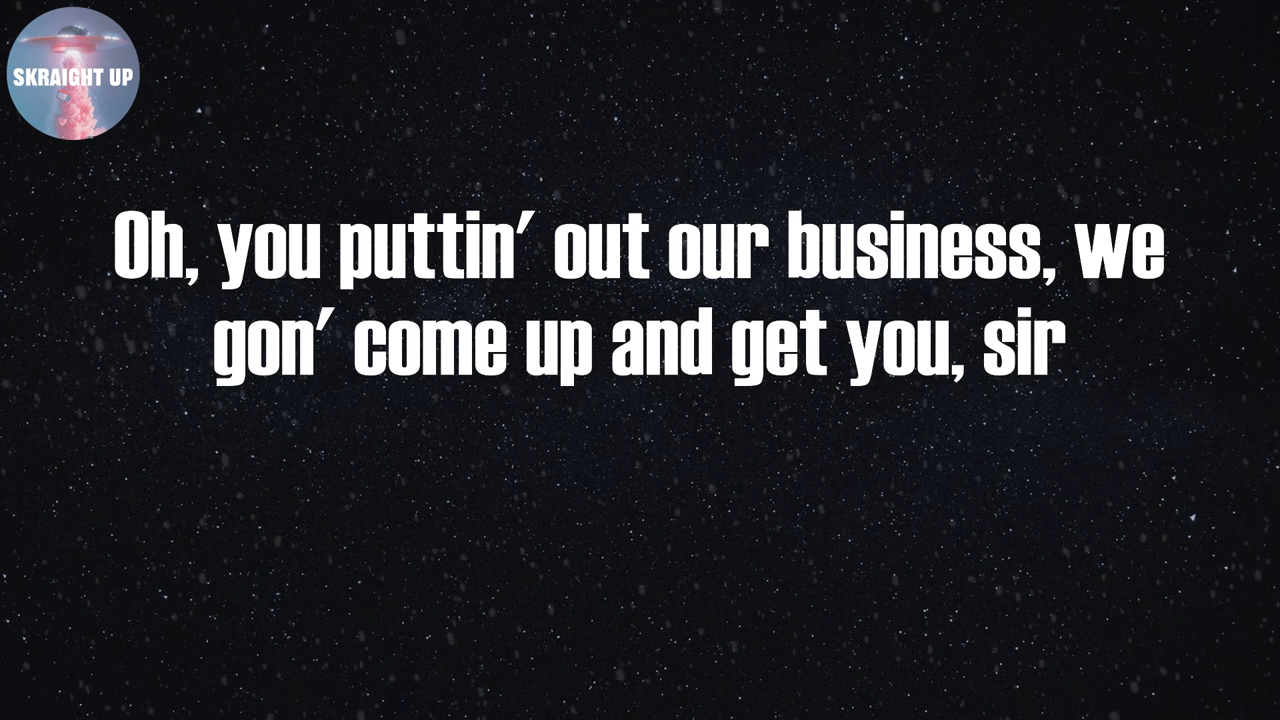 SKRAIGHT UP
Oh, you puttin' out our business, we
gon' come up and get you, sir